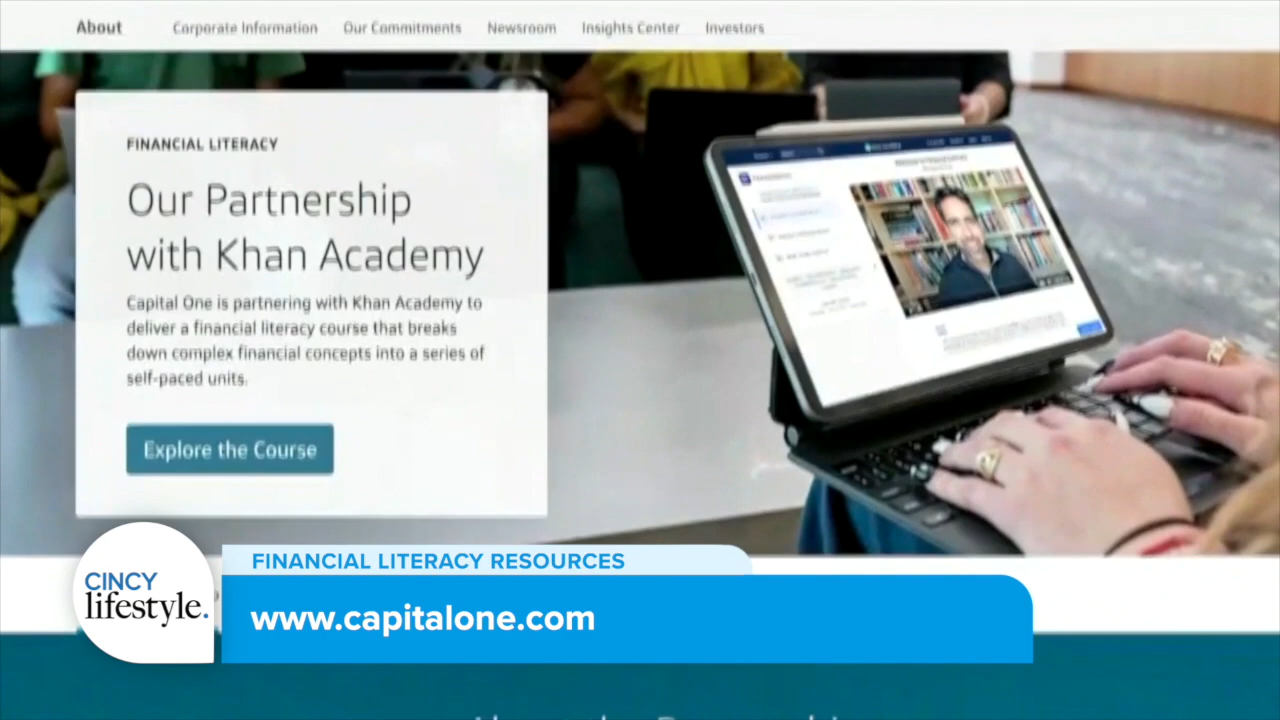 About Corporate Information Our Commitments Newsroom Insights Center Investors
FINANCIAL LITERACY
Our Partnership
with Khan Academy
Capital One is partnering with Khan Academy to
deliver a financial literacy course that breaks
down complex financial concepts into a series of
self-paced units.
Explore the Course
FINANCIAL LITERACY RESOURCES
CINCY
lifestyle.
www.capitalone.com